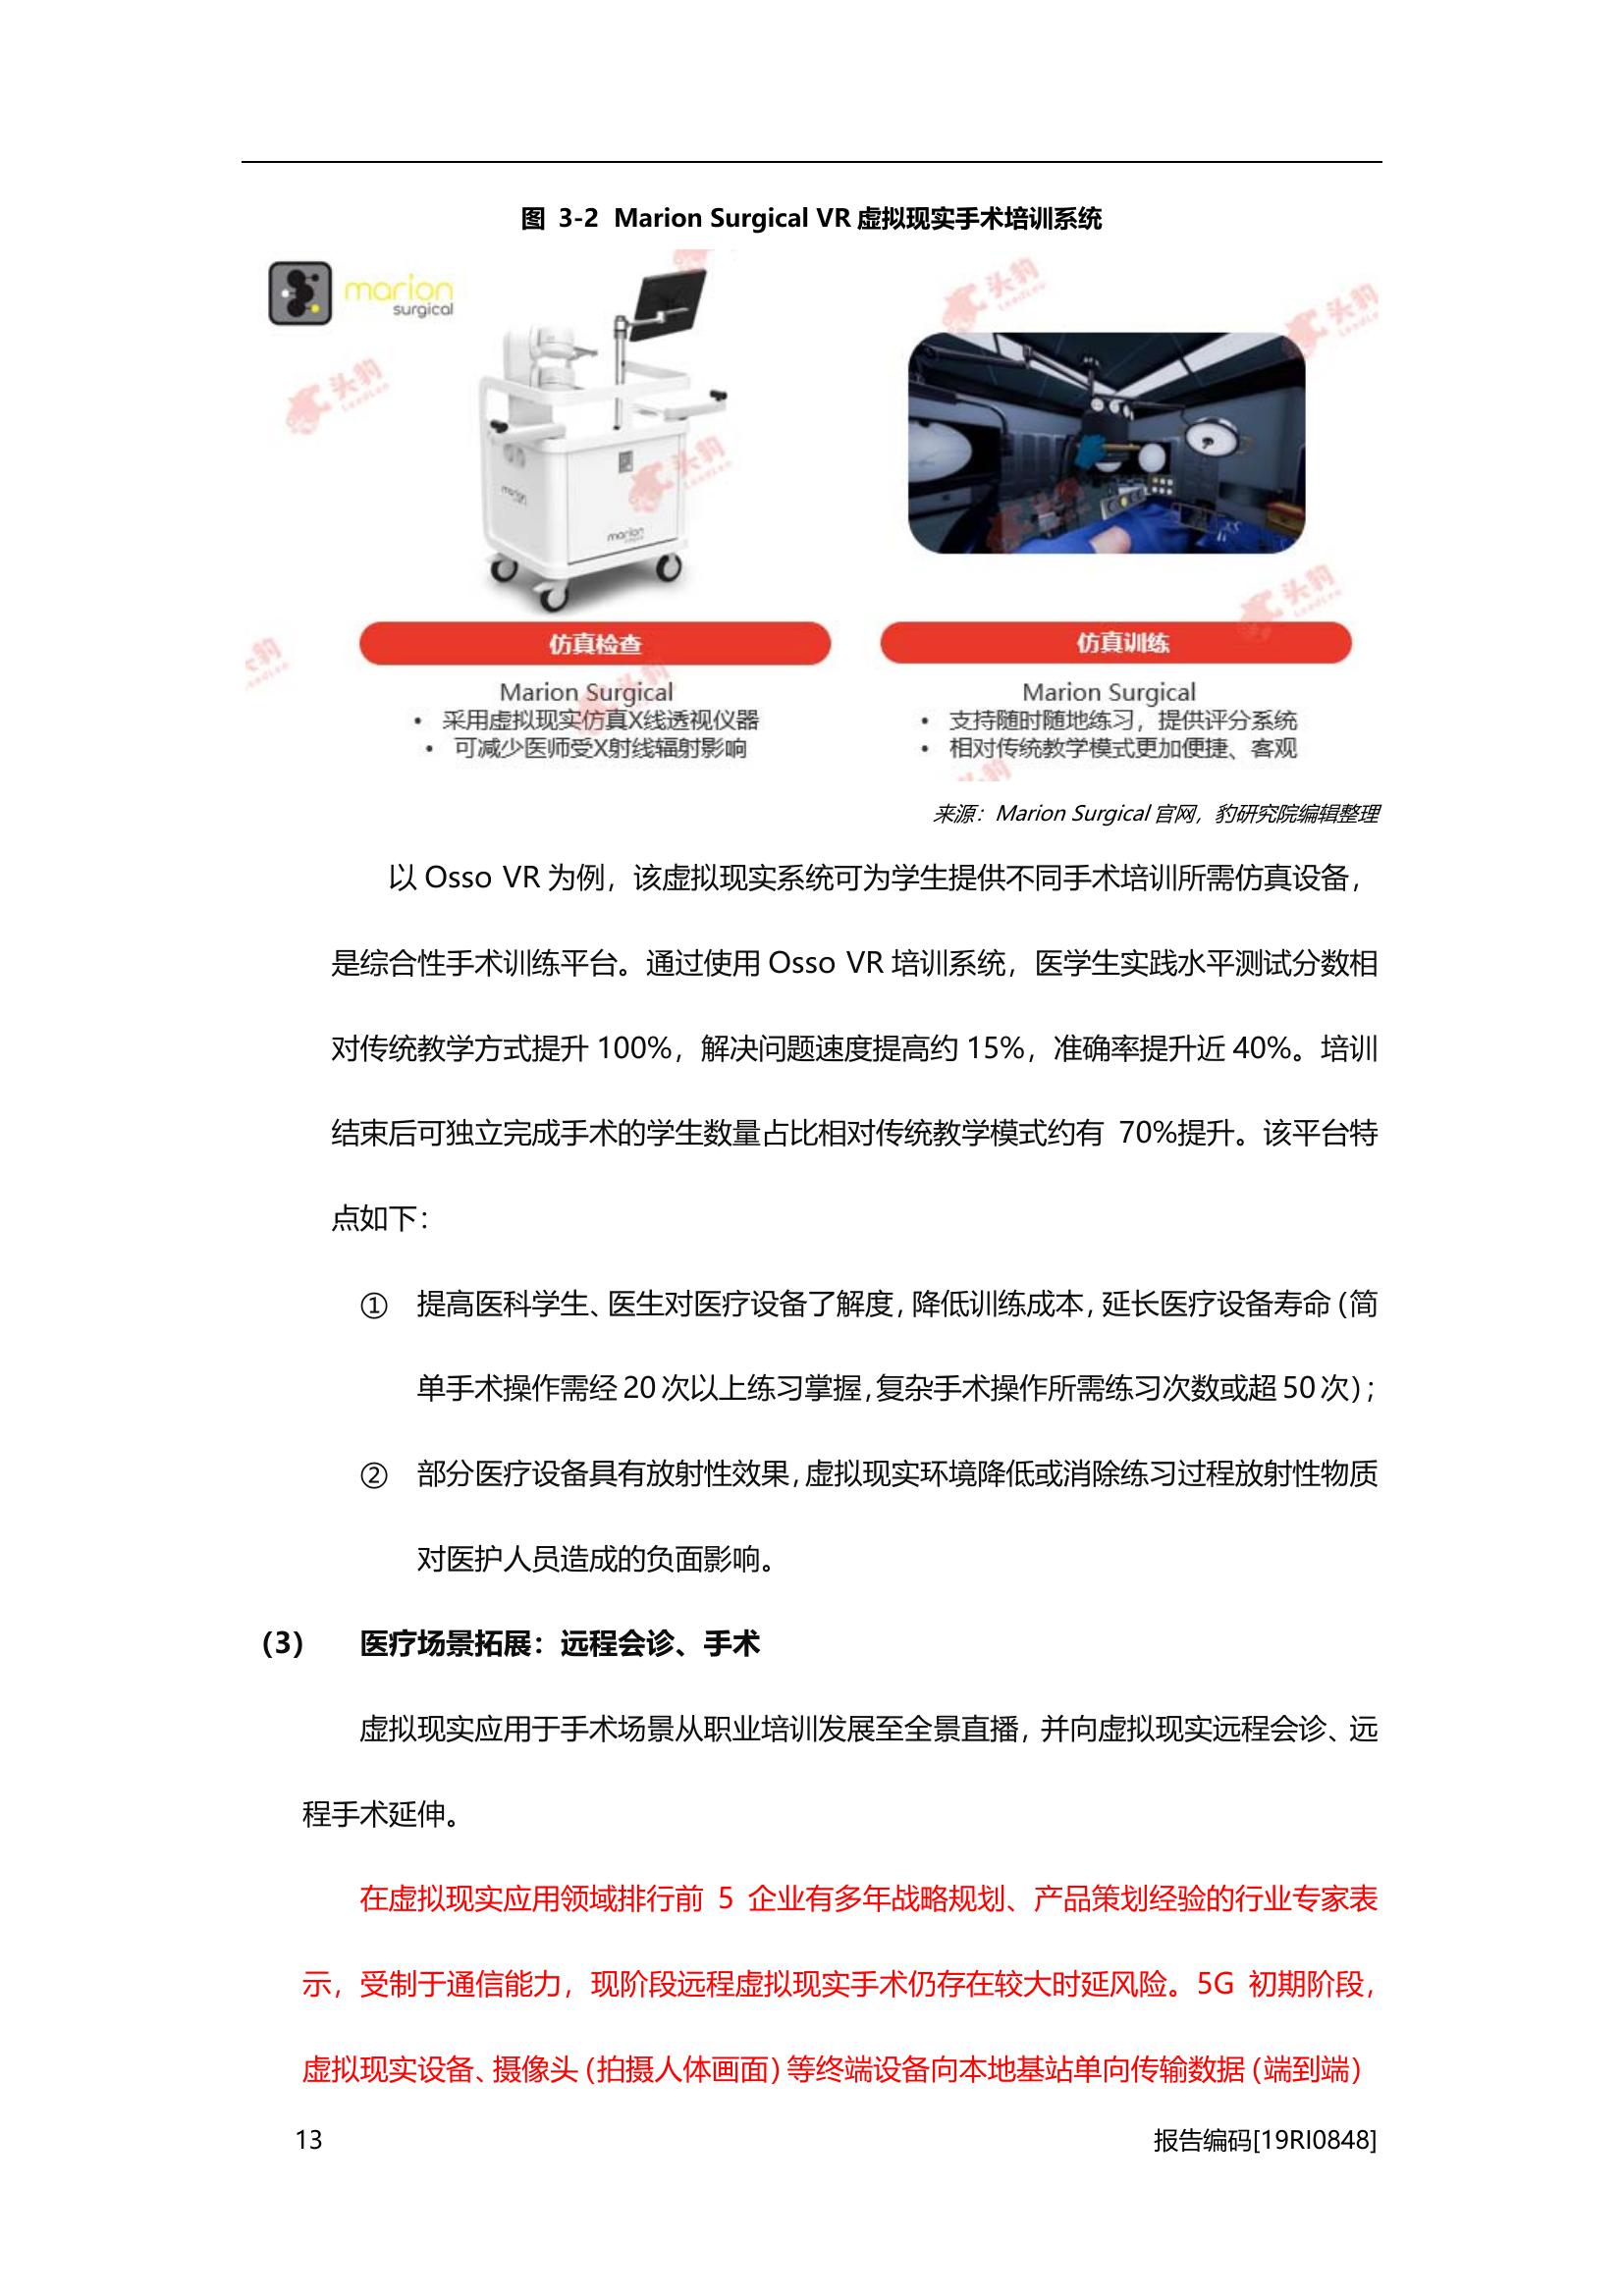 图 3-2 Marion Surgical VR 虚拟现实手术培训系统
marion
surgical
marion
仿真检查
仿真训练
Marion Surgical
• 采用虚拟现实仿真X线透视仪器
• 可减少医师受X射线辐射影响
Marion Surgical
• 支持随时随地练习，提供评分系统
• 相对传统教学模式更加便捷、客观
头豹
LeadLeo
来源：Marion Surgical 官网，豹研究院编辑整理
以 Osso VR 为例，该虚拟现实系统可为学生提供不同手术培训所需仿真设备，
是综合性手术训练平台。通过使用 Osso VR 培训系统，医学生实践水平测试分数相
对传统教学方式提升 100%，解决问题速度提高约 15%，准确率提升近 40%。培训
结束后可独立完成手术的学生数量占比相对传统教学模式约有 70%提升。该平台特
点如下：
① 提高医科学生、医生对医疗设备了解度，降低训练成本，延长医疗设备寿命（简
单手术操作需经 20 次以上练习掌握，复杂手术操作所需练习次数或超 50 次）；
② 部分医疗设备具有放射性效果，虚拟现实环境降低或消除练习过程放射性物质
对医护人员造成的负面影响。
（3） 医疗场景拓展：远程会诊、手术
虚拟现实应用于手术场景从职业培训发展至全景直播，并向虚拟现实远程会诊、远
程手术延伸。
在虚拟现实应用领域排行前 5 企业有多年战略规划、产品策划经验的行业专家表
示，受制于通信能力，现阶段远程虚拟现实手术仍存在较大时延风险。5G 初期阶段，
虚拟现实设备、摄像头（拍摄人体画面）等终端设备向本地基站单向传输数据（端到端）
13 报告编码[19RI0848]